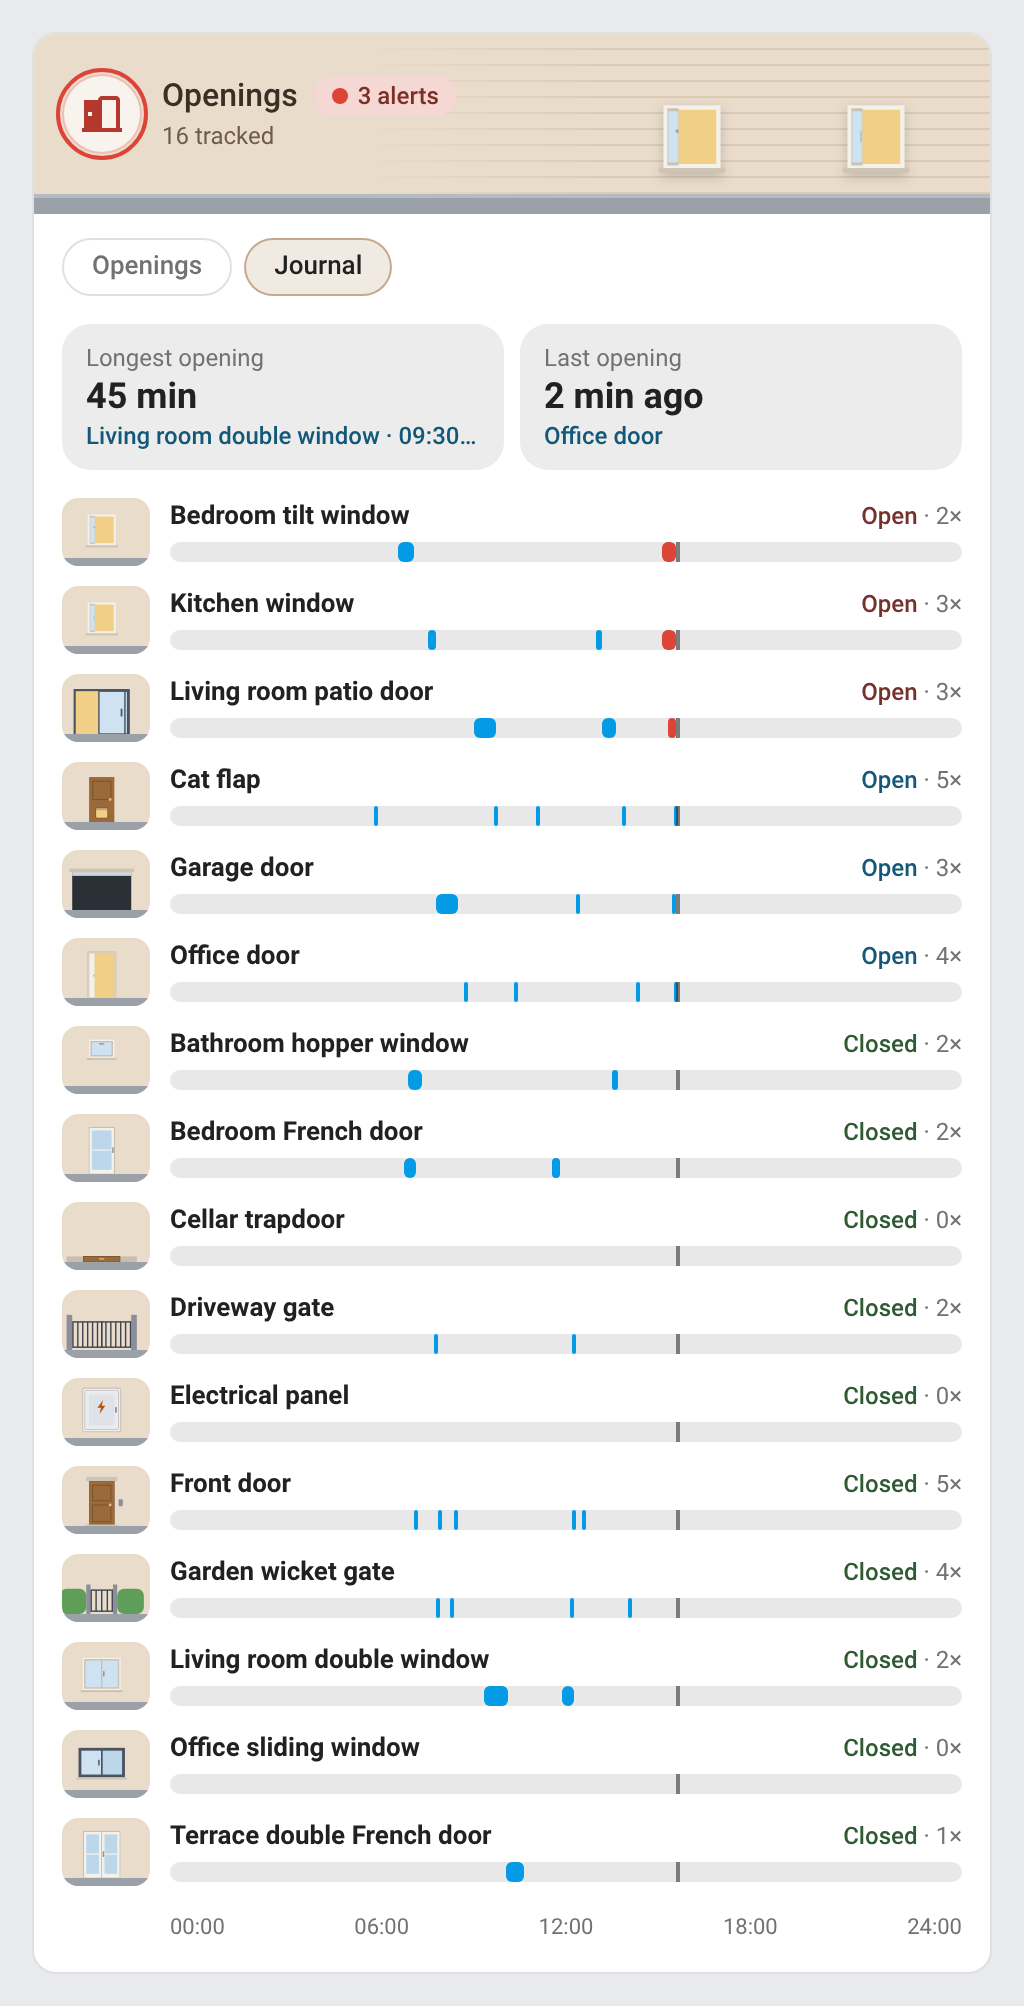 Openings
3 alerts
16 tracked
Openings
Journal
Longest opening
45 min
Living room double window · 09:30...
Last opening
2 min ago
Office door
Bedroom tilt window
Open · 2×
Kitchen window
Open · 3×
Living room patio door
Open · 3×
Cat flap
Open · 5×
Garage door
Open · 3×
Office door
Open · 4×
Bathroom hopper window
Closed · 2×
Bedroom French door
Closed · 2×
Cellar trapdoor
Closed · 0×
Driveway gate
Closed · 2×
Electrical panel
Closed · 0×
Front door
Closed · 5×
Garden wicket gate
Closed · 4×
Living room double window
Closed · 2×
Office sliding window
Closed · 0×
Terrace double French door
Closed · 1×
00:00 06:00 12:00 18:00 24:00